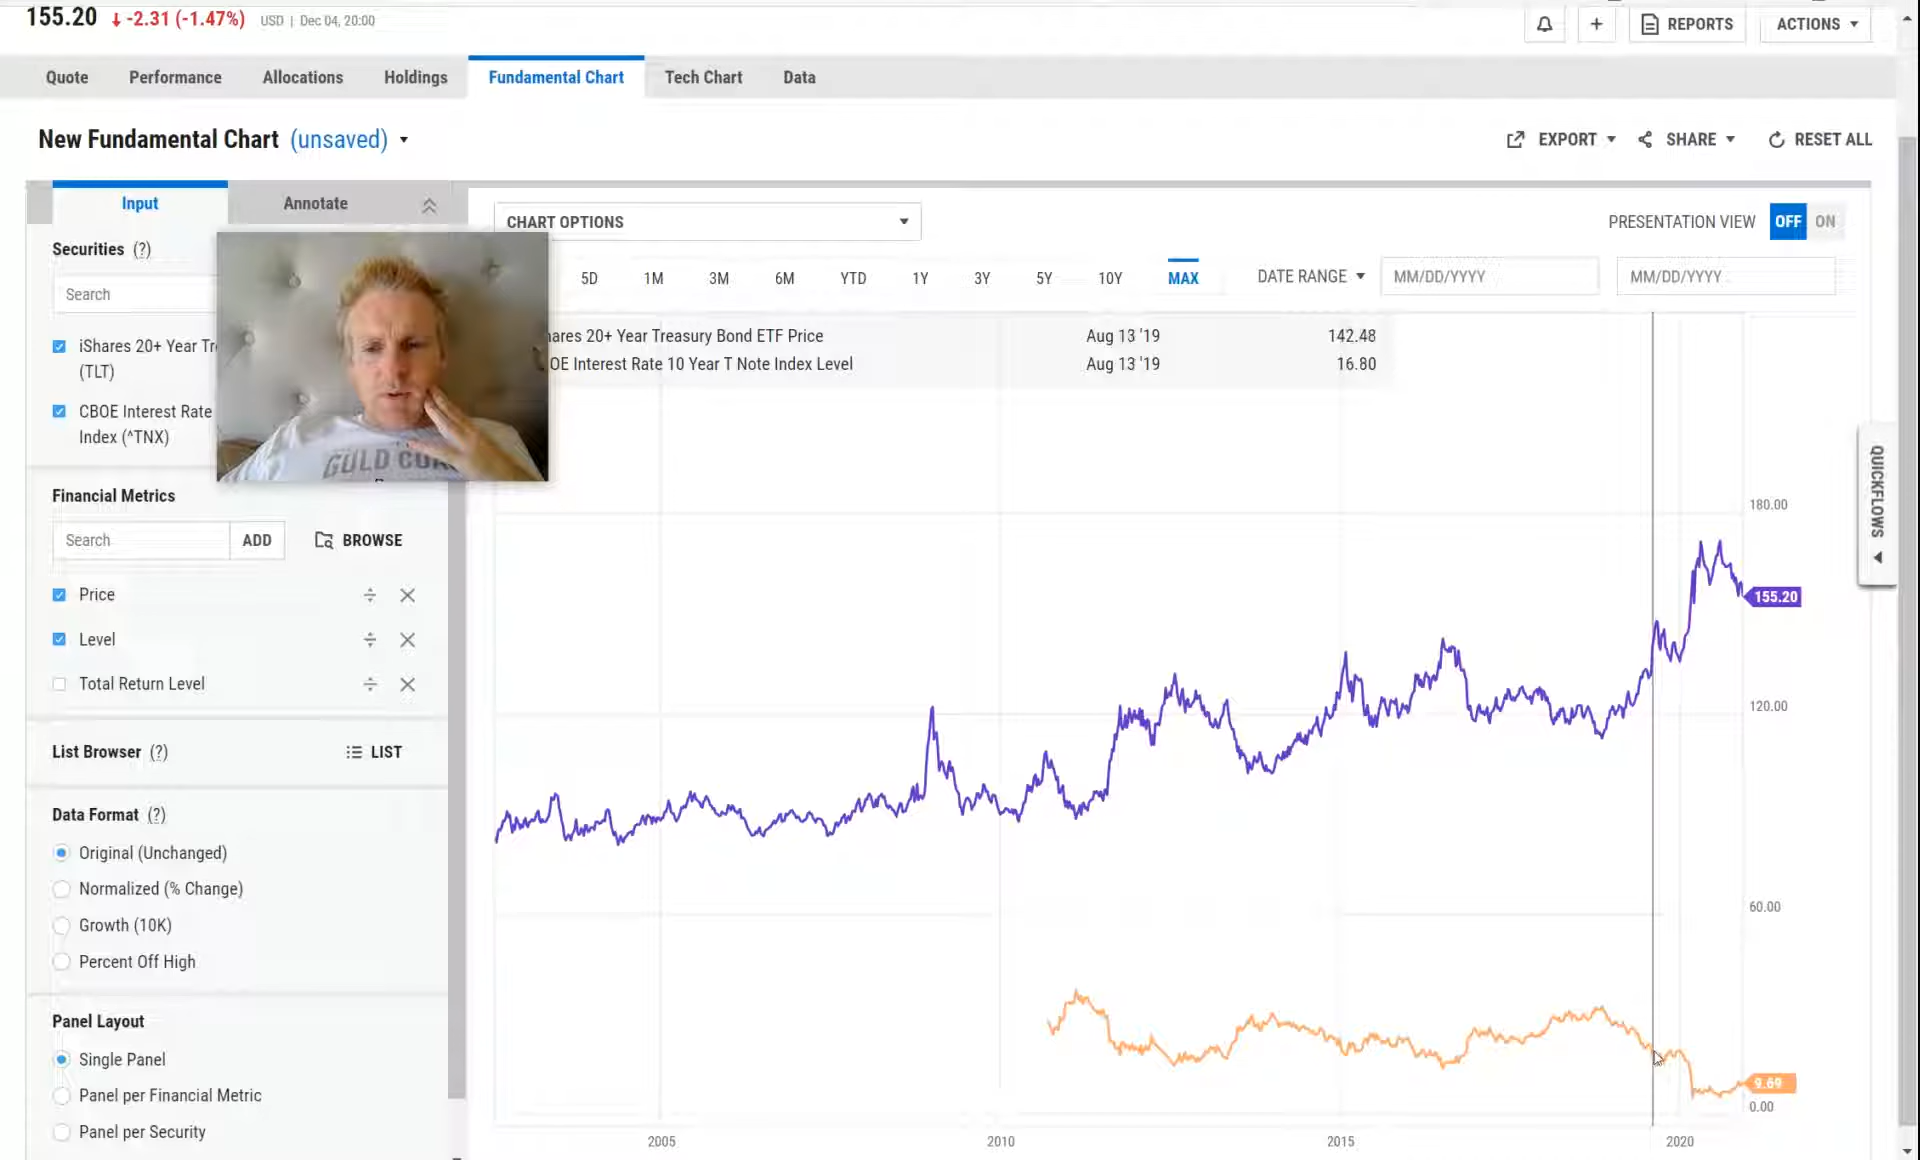 155.20 -2.31 (-1.47%) USD | Dec 04, 20:00
REPORTS ACTIONS
Quote Performance Allocations Holdings Fundamental Chart Tech Chart Data
New Fundamental Chart (unsaved)
EXPORT SHARE RESET ALL
Input Annotate
Securities (?)
Search
iShares 20+ Year Tr
(TLT)
CBOE Interest Rate
Index (^TNX)
Financial Metrics
Search ADD BROWSE
Price
Level
Total Return Level
List Browser (?) LIST
Data Format (?)
Original (Unchanged)
Normalized (% Change)
Growth (10K)
Percent Off High
Panel Layout
Single Panel
Panel per Financial Metric
Panel per Security
CHART OPTIONS
PRESENTATION VIEW OFF ON
5D 1M 3M 6M YTD 1Y 3Y 5Y 10Y MAX DATE RANGE MM/DD/YYYY MM/DD/YYYY
hares 20+ Year Treasury Bond ETF Price Aug 13 '19 142.48
OE Interest Rate 10 Year T Note Index Level Aug 13 '19 16.80
QUICKFLOWS
180.00
155.20
120.00
60.00
9.69
0.00
2005 2010 2015 2020